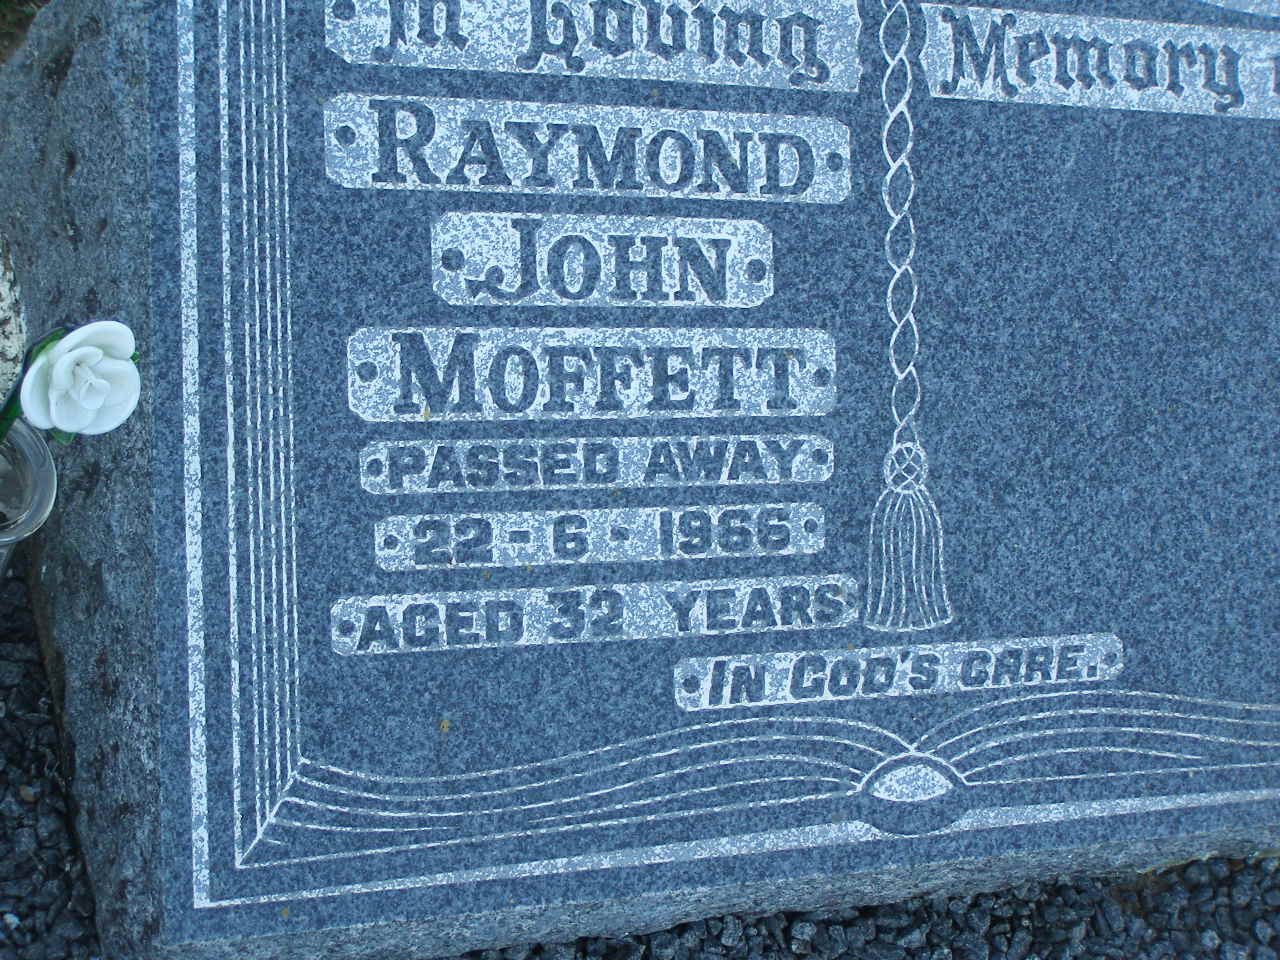 In Loving Memory
RAYMOND
JOHN
MOFFETT
PASSED AWAY
22-6-1966
AGED 32 YEARS
IN GOD'S CARE.